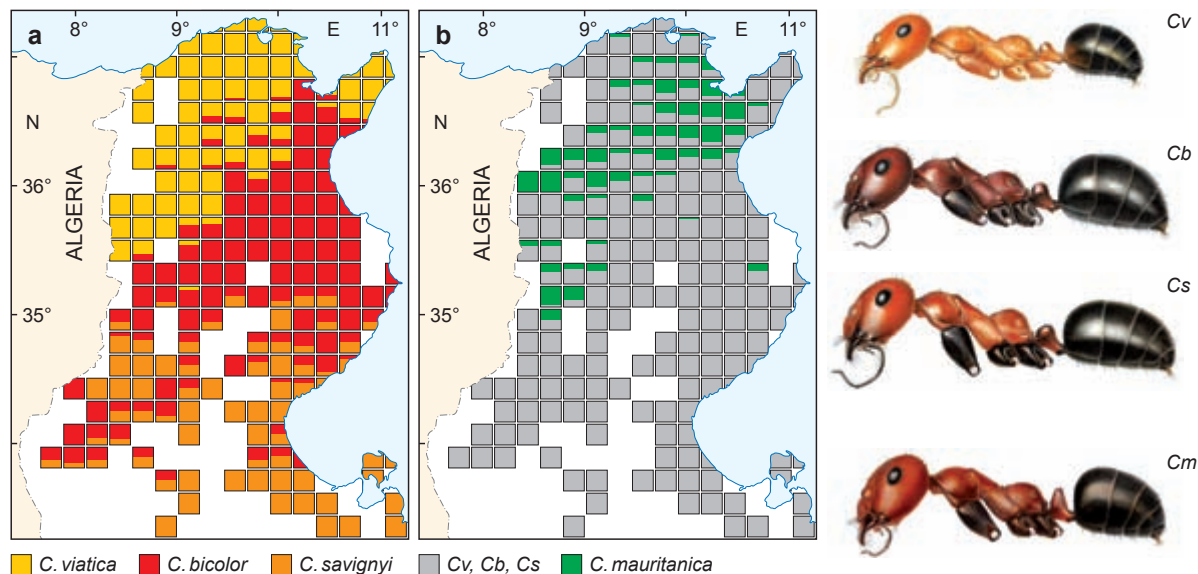 a
8°
9°
E
11°
N
36°
ALGERIA
35°
b
8°
9°
E
11°
N
36°
ALGERIA
35°
Cv
Cb
Cs
Cm
C. viatica
C. bicolor
C. savignyi
Cv, Cb, Cs
C. mauritanica